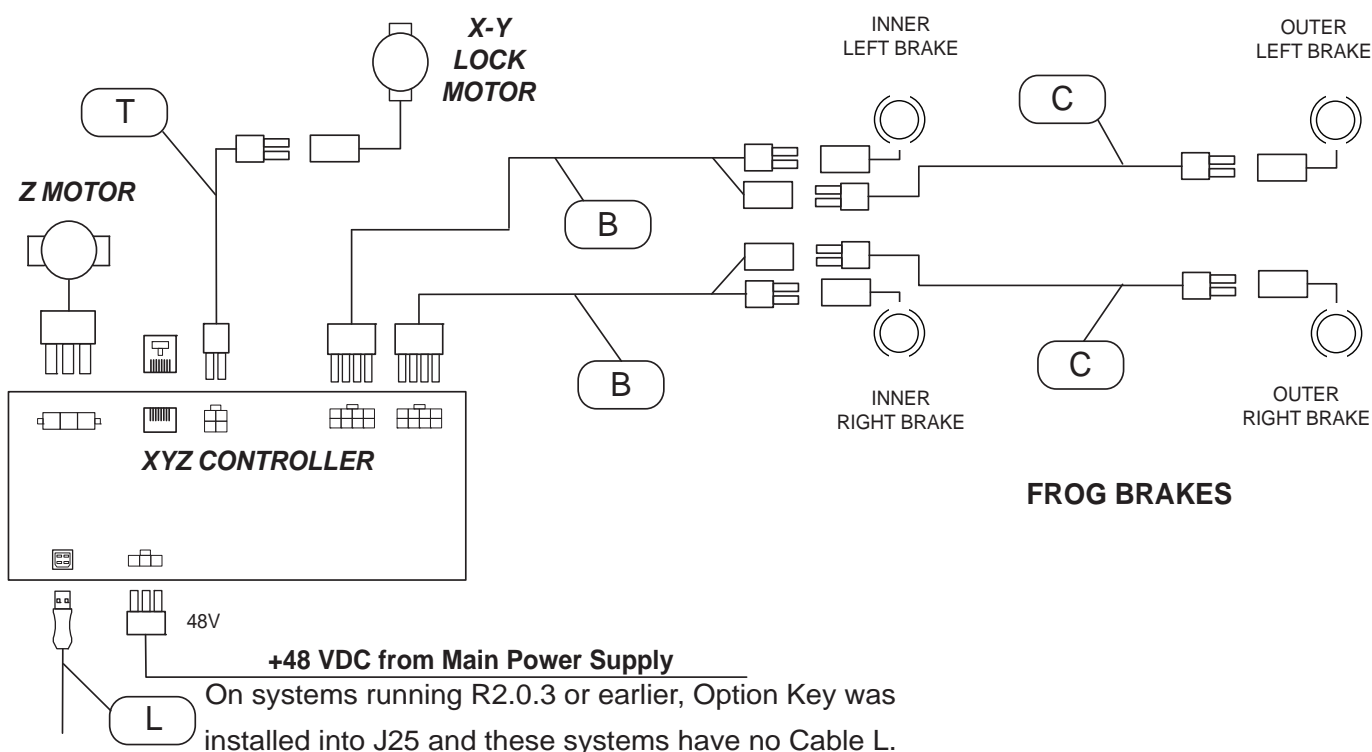 X-Y
LOCK
MOTOR
INNER
LEFT BRAKE
OUTER
LEFT BRAKE
T
C
Z MOTOR
B
B
C
INNER
RIGHT BRAKE
OUTER
RIGHT BRAKE
XYZ CONTROLLER
FROG BRAKES
48V
+48 VDC from Main Power Supply
L
On systems running R2.0.3 or earlier, Option Key was
installed into J25 and these systems have no Cable L.